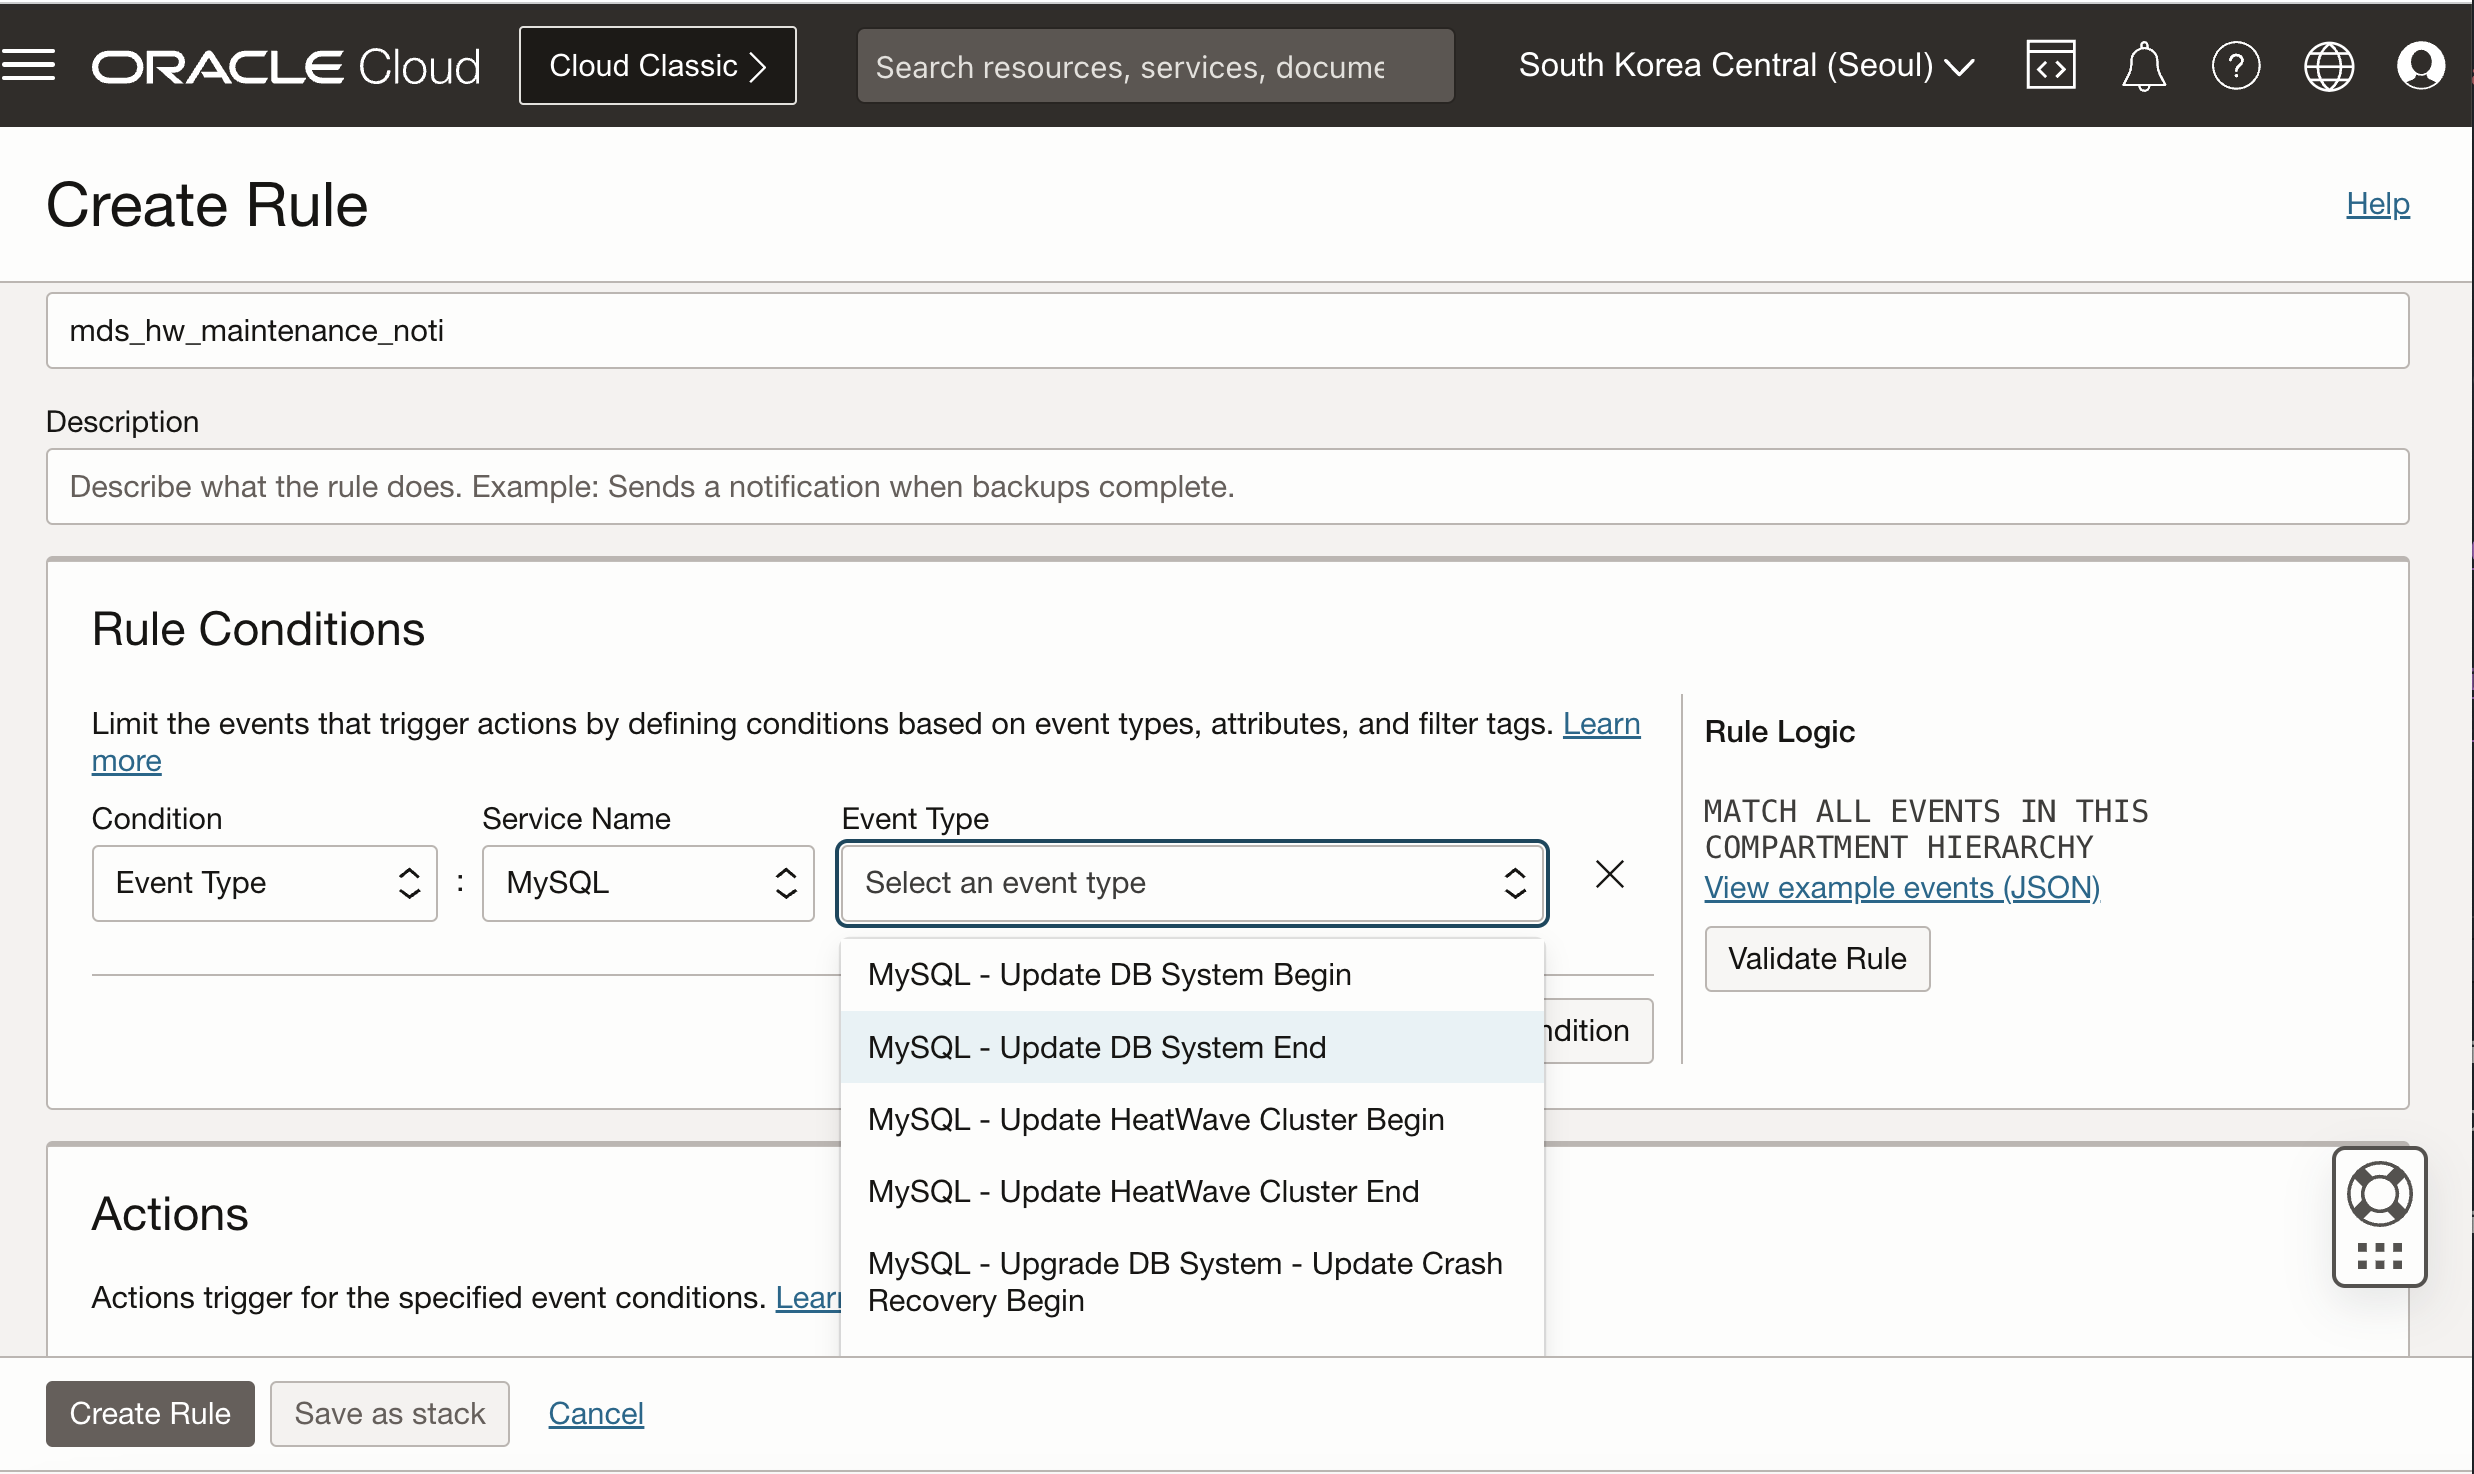 ORACLE Cloud
Cloud Classic
Search resources, services, docume
South Korea Central (Seoul)
Create Rule
Help
mds_hw_maintenance_noti
Description
Describe what the rule does. Example: Sends a notification when backups complete.
Rule Conditions
Limit the events that trigger actions by defining conditions based on event types, attributes, and filter tags. Learn
more
Rule Logic
MATCH ALL EVENTS IN THIS
COMPARTMENT HIERARCHY
View example events (JSON)
Validate Rule
Condition
Service Name
Event Type
Event Type
:
MySQL
Select an event type
MySQL - Update DB System Begin
MySQL - Update DB System End
ndition
MySQL - Update HeatWave Cluster Begin
MySQL - Update HeatWave Cluster End
MySQL - Upgrade DB System - Update Crash
Recovery Begin
Actions
Actions trigger for the specified event conditions. Lear
Create Rule
Save as stack
Cancel